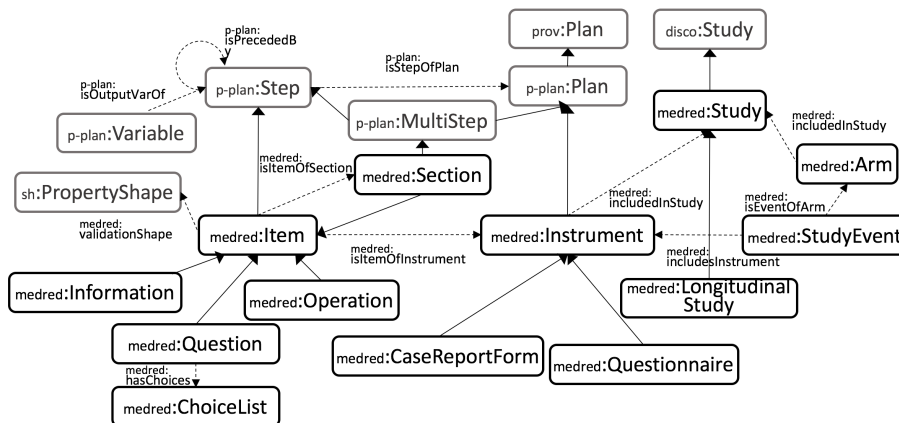 prov:Plan
disco:Study
p-plan:
isPrecededB
y
p-plan:
isStepOfPlan
p-plan:
isOutputVarOf
p-plan:Step
p-plan:Plan
medred:Study
p-plan:Variable
p-plan:MultiStep
medred:
includedInStudy
medred:
isItemOfSection
medred:Section
medred:Arm
sh:PropertyShape
medred:
validationShape
medred:
includedInStudy
medred:
isEventOfArm
medred:Item
medred:Instrument
medred:StudyEvent
medred:
isItemOfInstrument
medred:
includesInstrument
medred:Information
medred:Operation
medred:Longitudinal
Study
medred:Question
medred:CaseReportForm
medred:Questionnaire
medred:
hasChoices
medred:ChoiceList